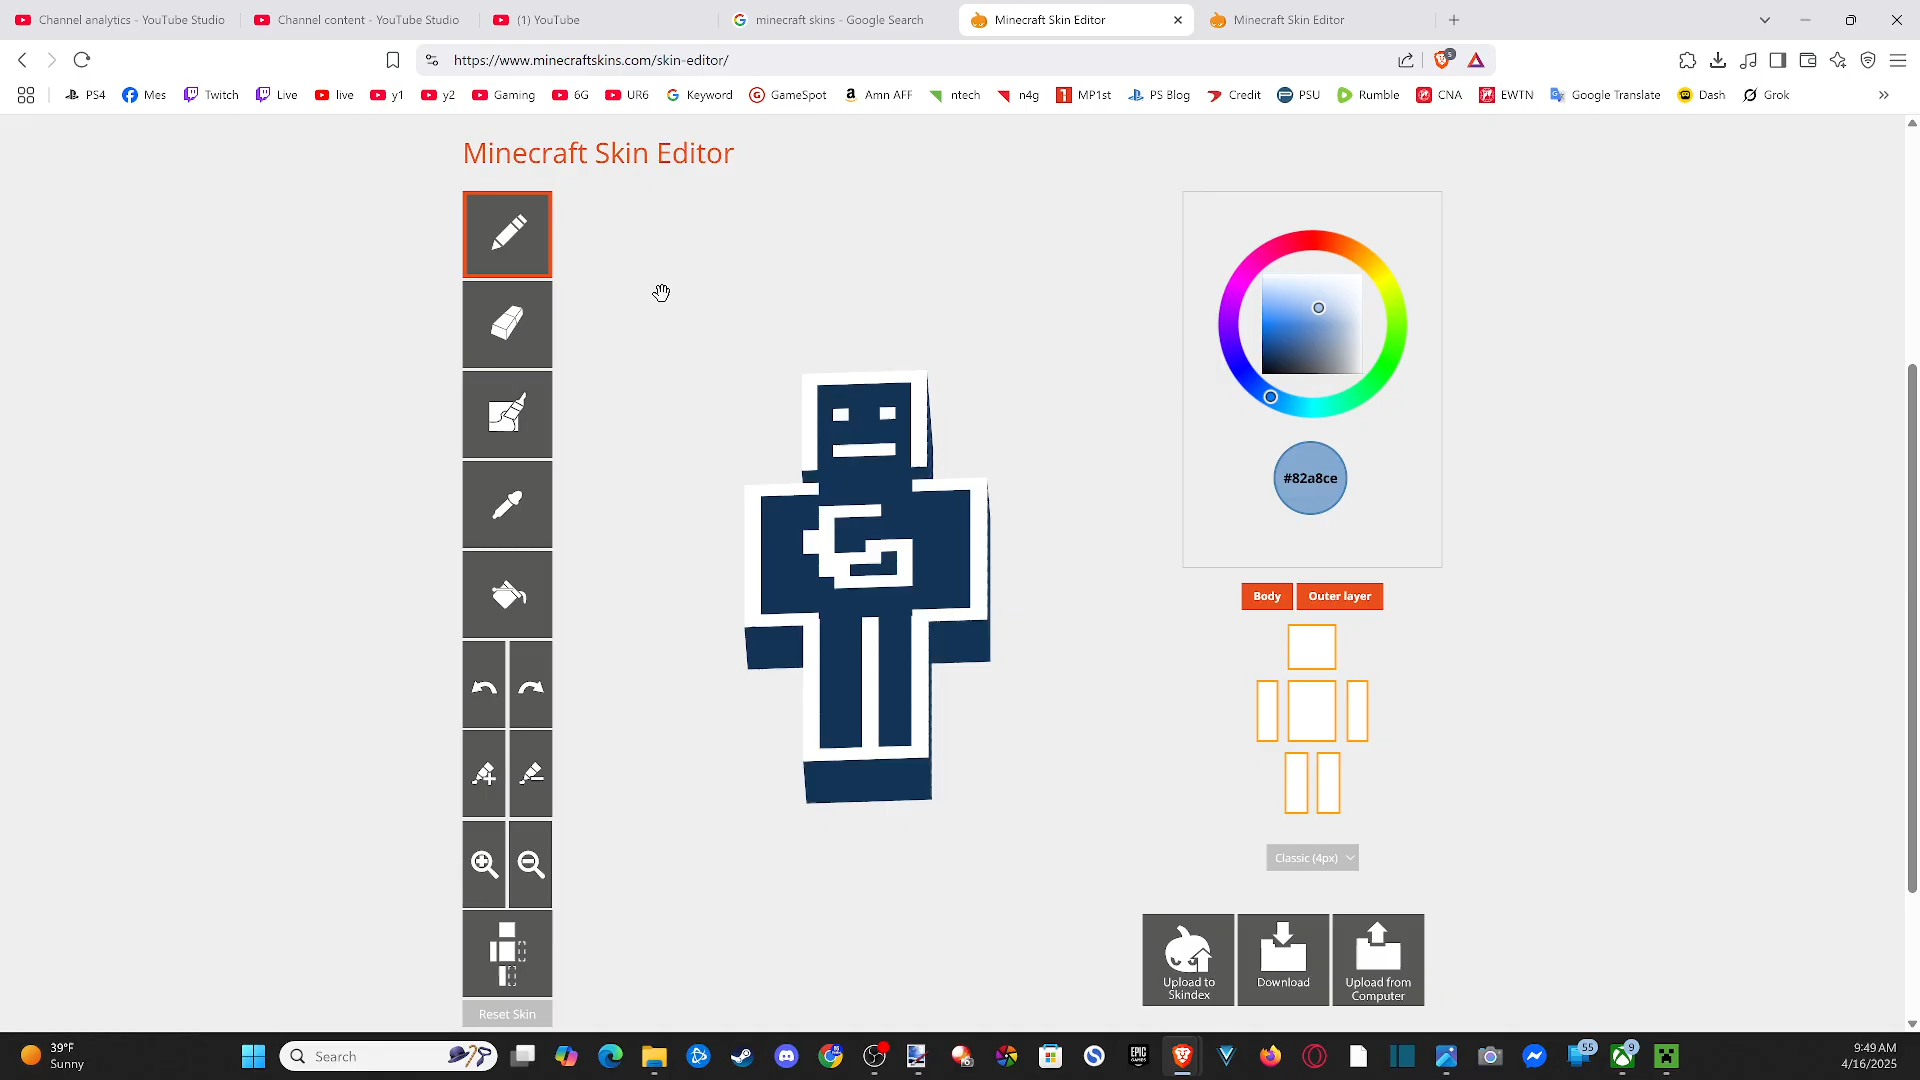 Channel analytics - YouTube Studio
Channel content - YouTube Studio
(1) YouTube
minecraft skins - Google Search
Minecraft Skin Editor
Minecraft Skin Editor
https://www.minecraftskins.com/skin-editor/
PS4
Mes
Twitch
Live
live
y1
y2
Gaming
6G
UR6
Keyword
GameSpot
Amn AFF
ntech
n4g
MP1st
PS Blog
Credit
PSU
Rumble
CNA
EWTN
Google Translate
Dash
Grok
Minecraft Skin Editor
#82a8ce
Body
Outer layer
G
Classic (4px)
Upload to
Skindex
Download
Upload from
Computer
Reset Skin
39°F
Sunny
Search
55
9
9:49 AM
4/16/2025